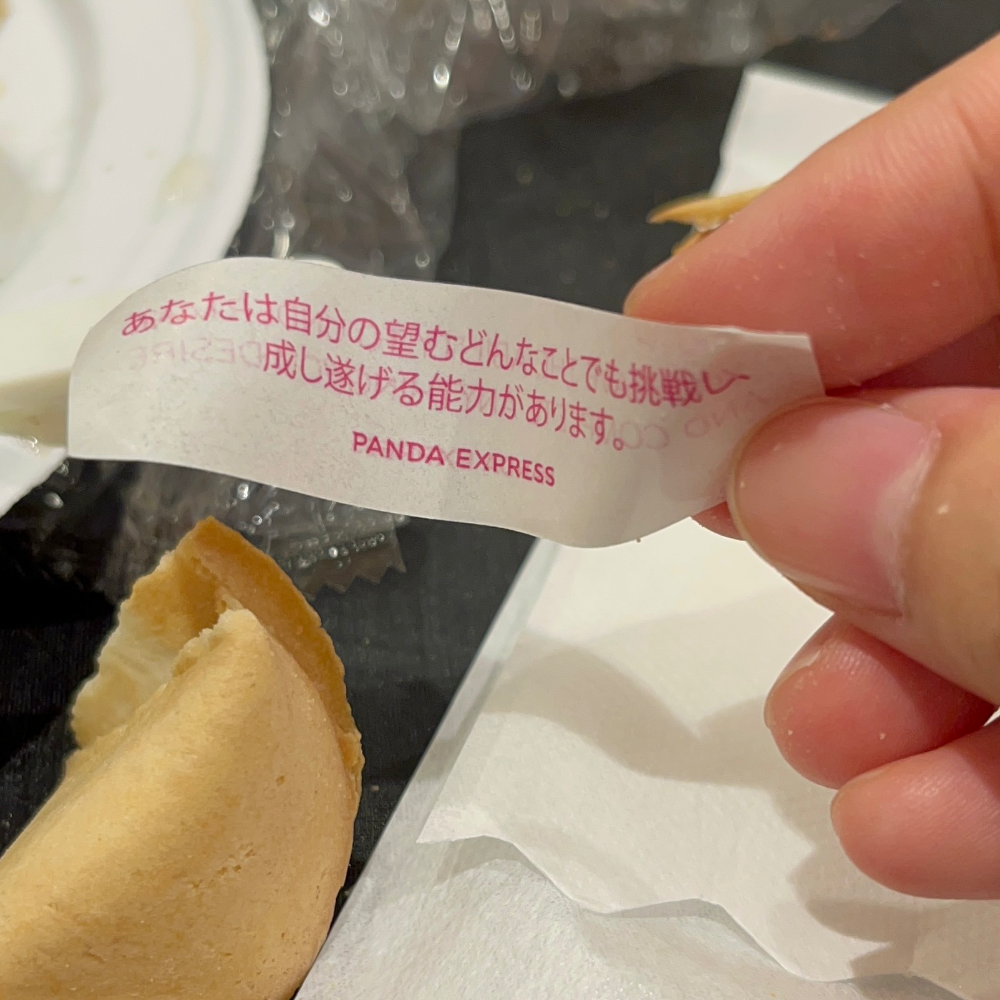 あなたは自分の望むどんなことでも挑戦し
成し遂げる能力があります。
PANDA EXPRESS